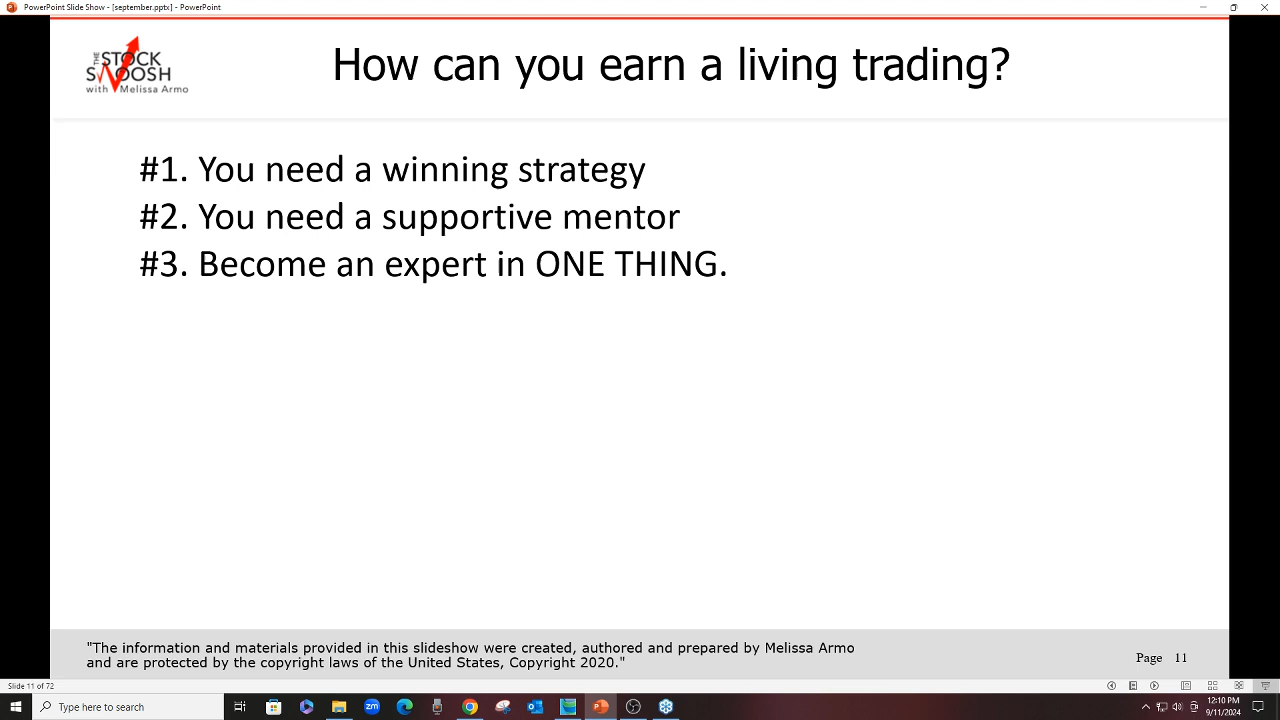 PowerPoint Slide Show - [september.pptx] - PowerPoint
THE
STOCK
SWOOSH
with Melissa Armo
How can you earn a living trading?
#1. You need a winning strategy
#2. You need a supportive mentor
#3. Become an expert in ONE THING.
"The information and materials provided in this slideshow were created, authored and prepared by Melissa Armo
and are protected by the copyright laws of the United States, Copyright 2020."
Page 11
Slide 11 of 72
Type here to search
zm
12:10 PM
9/11/2024